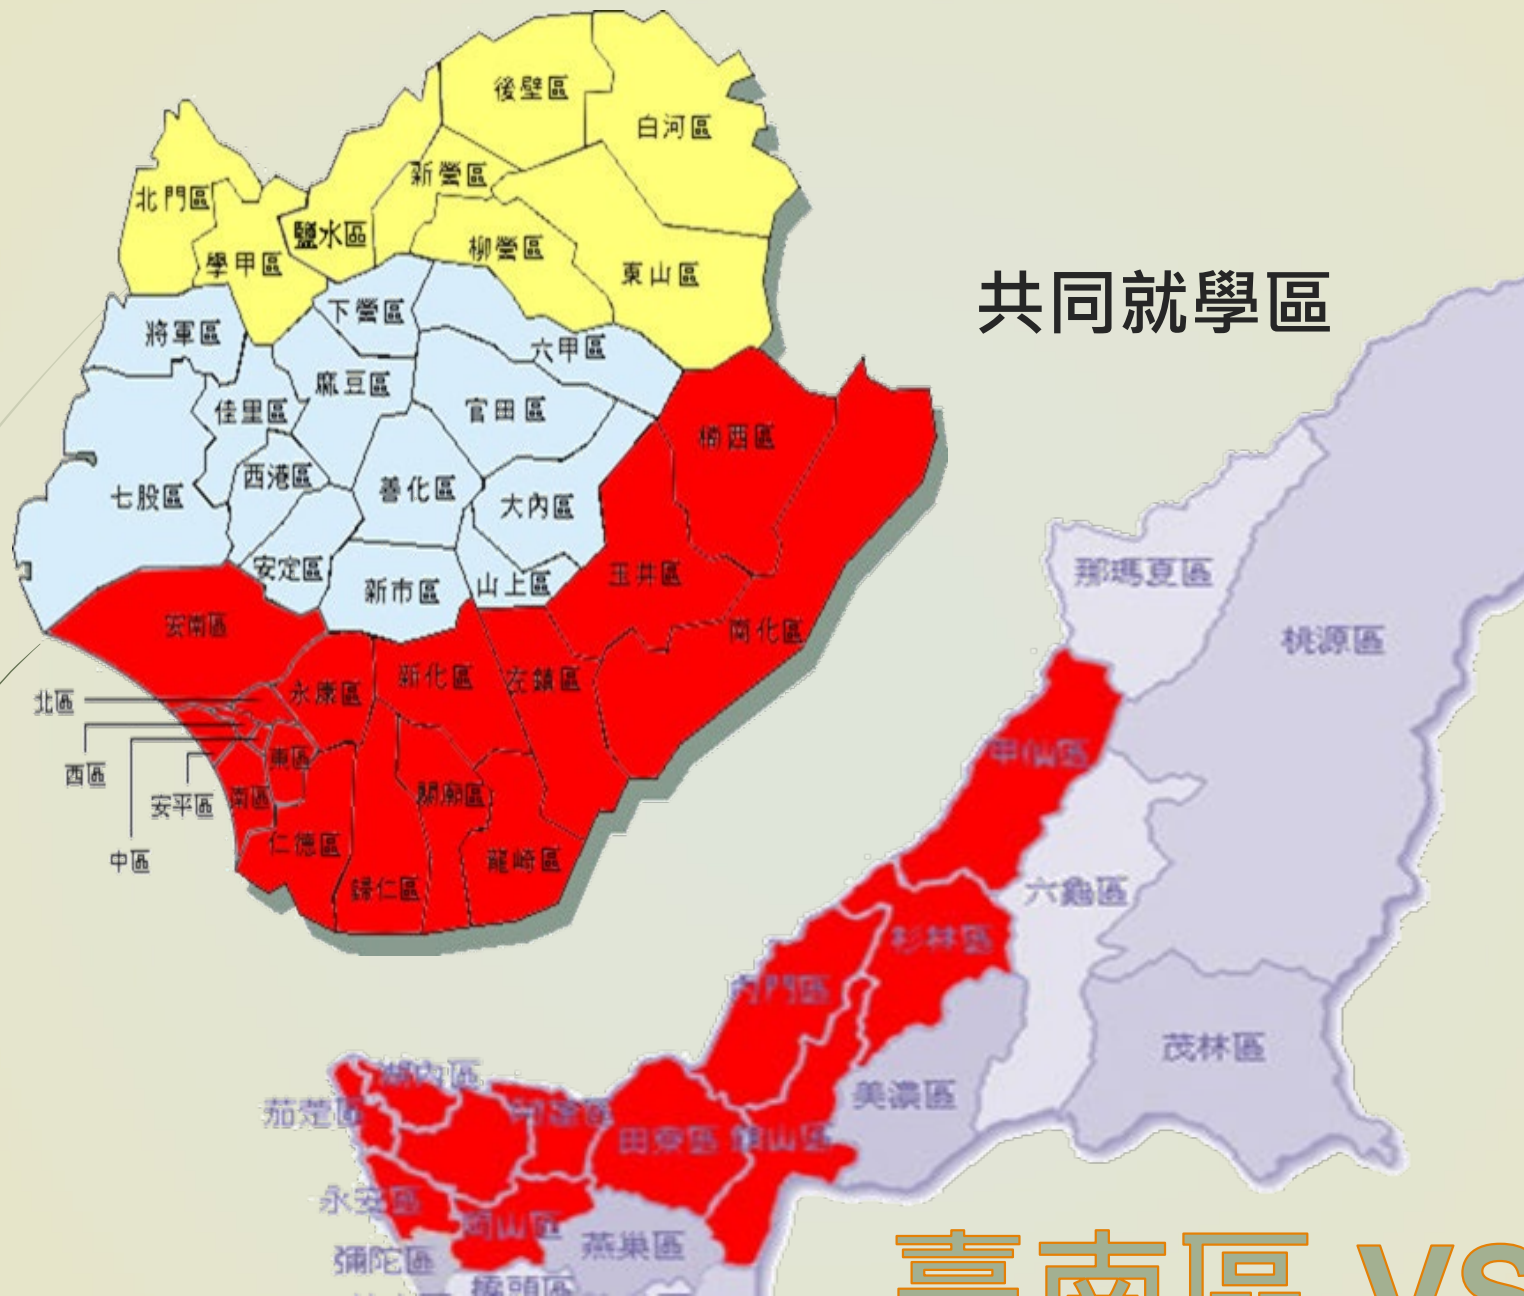 後壁區
白河區
新營區
北門區
鹽水區
柳營區
學甲區
東山區
共同就學區
下營區
將軍區
六甲區
麻豆區
佳里區
官田區
楠西區
西港區
善化區
七股區
大內區
安定區
玉井區
新市區
山上區
那瑪夏區
安南區
南化區
桃源區
新化區
左鎮區
永康區
北區
東區
甲仙區
西區
安平區
南區
關廟區
仁德區
中區
龍崎區
歸仁區
六龜區
杉林區
內門區
茂林區
湖內區
美濃區
茄萣區
田寮區
旗山區
永安區
岡山區
燕巢區
彌陀區
橋頭區
臺南區 VS